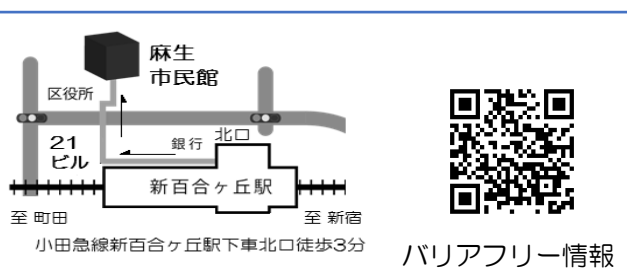 麻生
市民館
区役所
北口
銀行
21
ビル
新百合ヶ丘駅
至 町田
至 新宿
小田急線新百合ヶ丘駅下車北口徒歩3分
バリアフリー情報